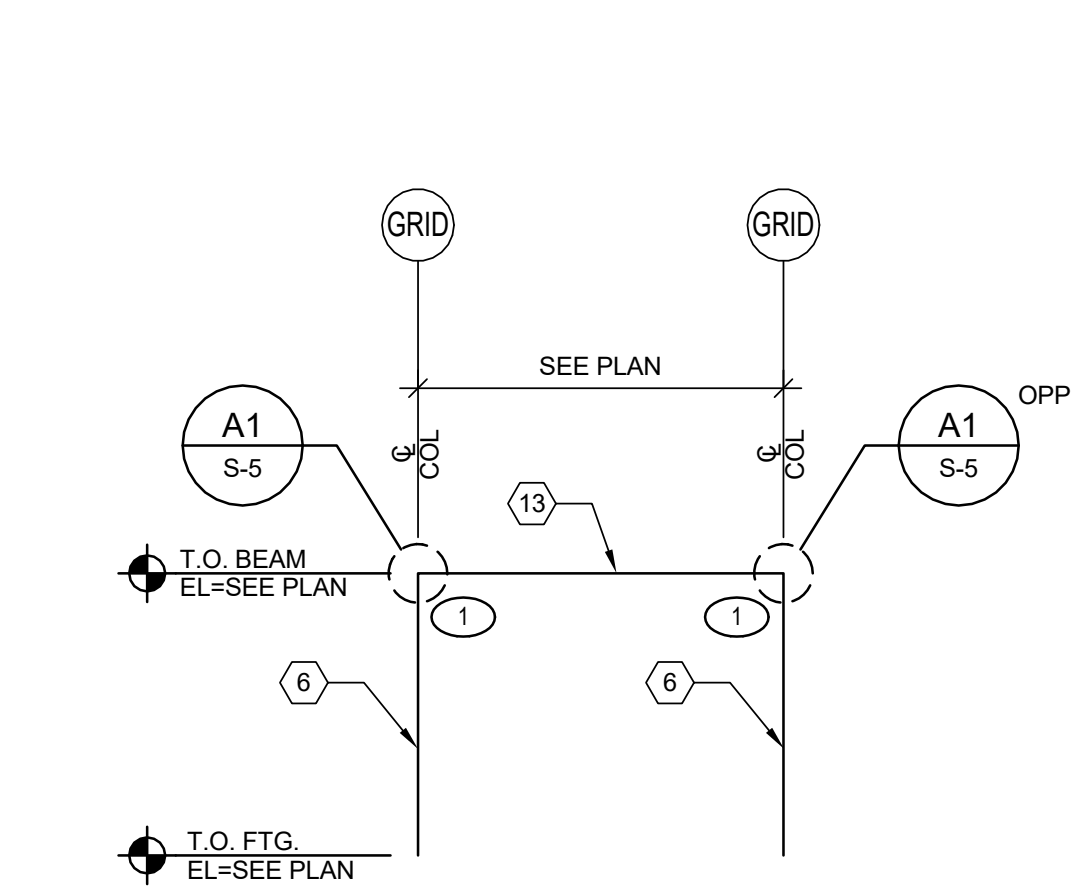 GRID
GRID
SEE PLAN
A1
S-5
A1
S-5
OPP
℄
COL
℄
COL
13
T.O. BEAM
EL=SEE PLAN
1
1
6
6
T.O. FTG.
EL=SEE PLAN